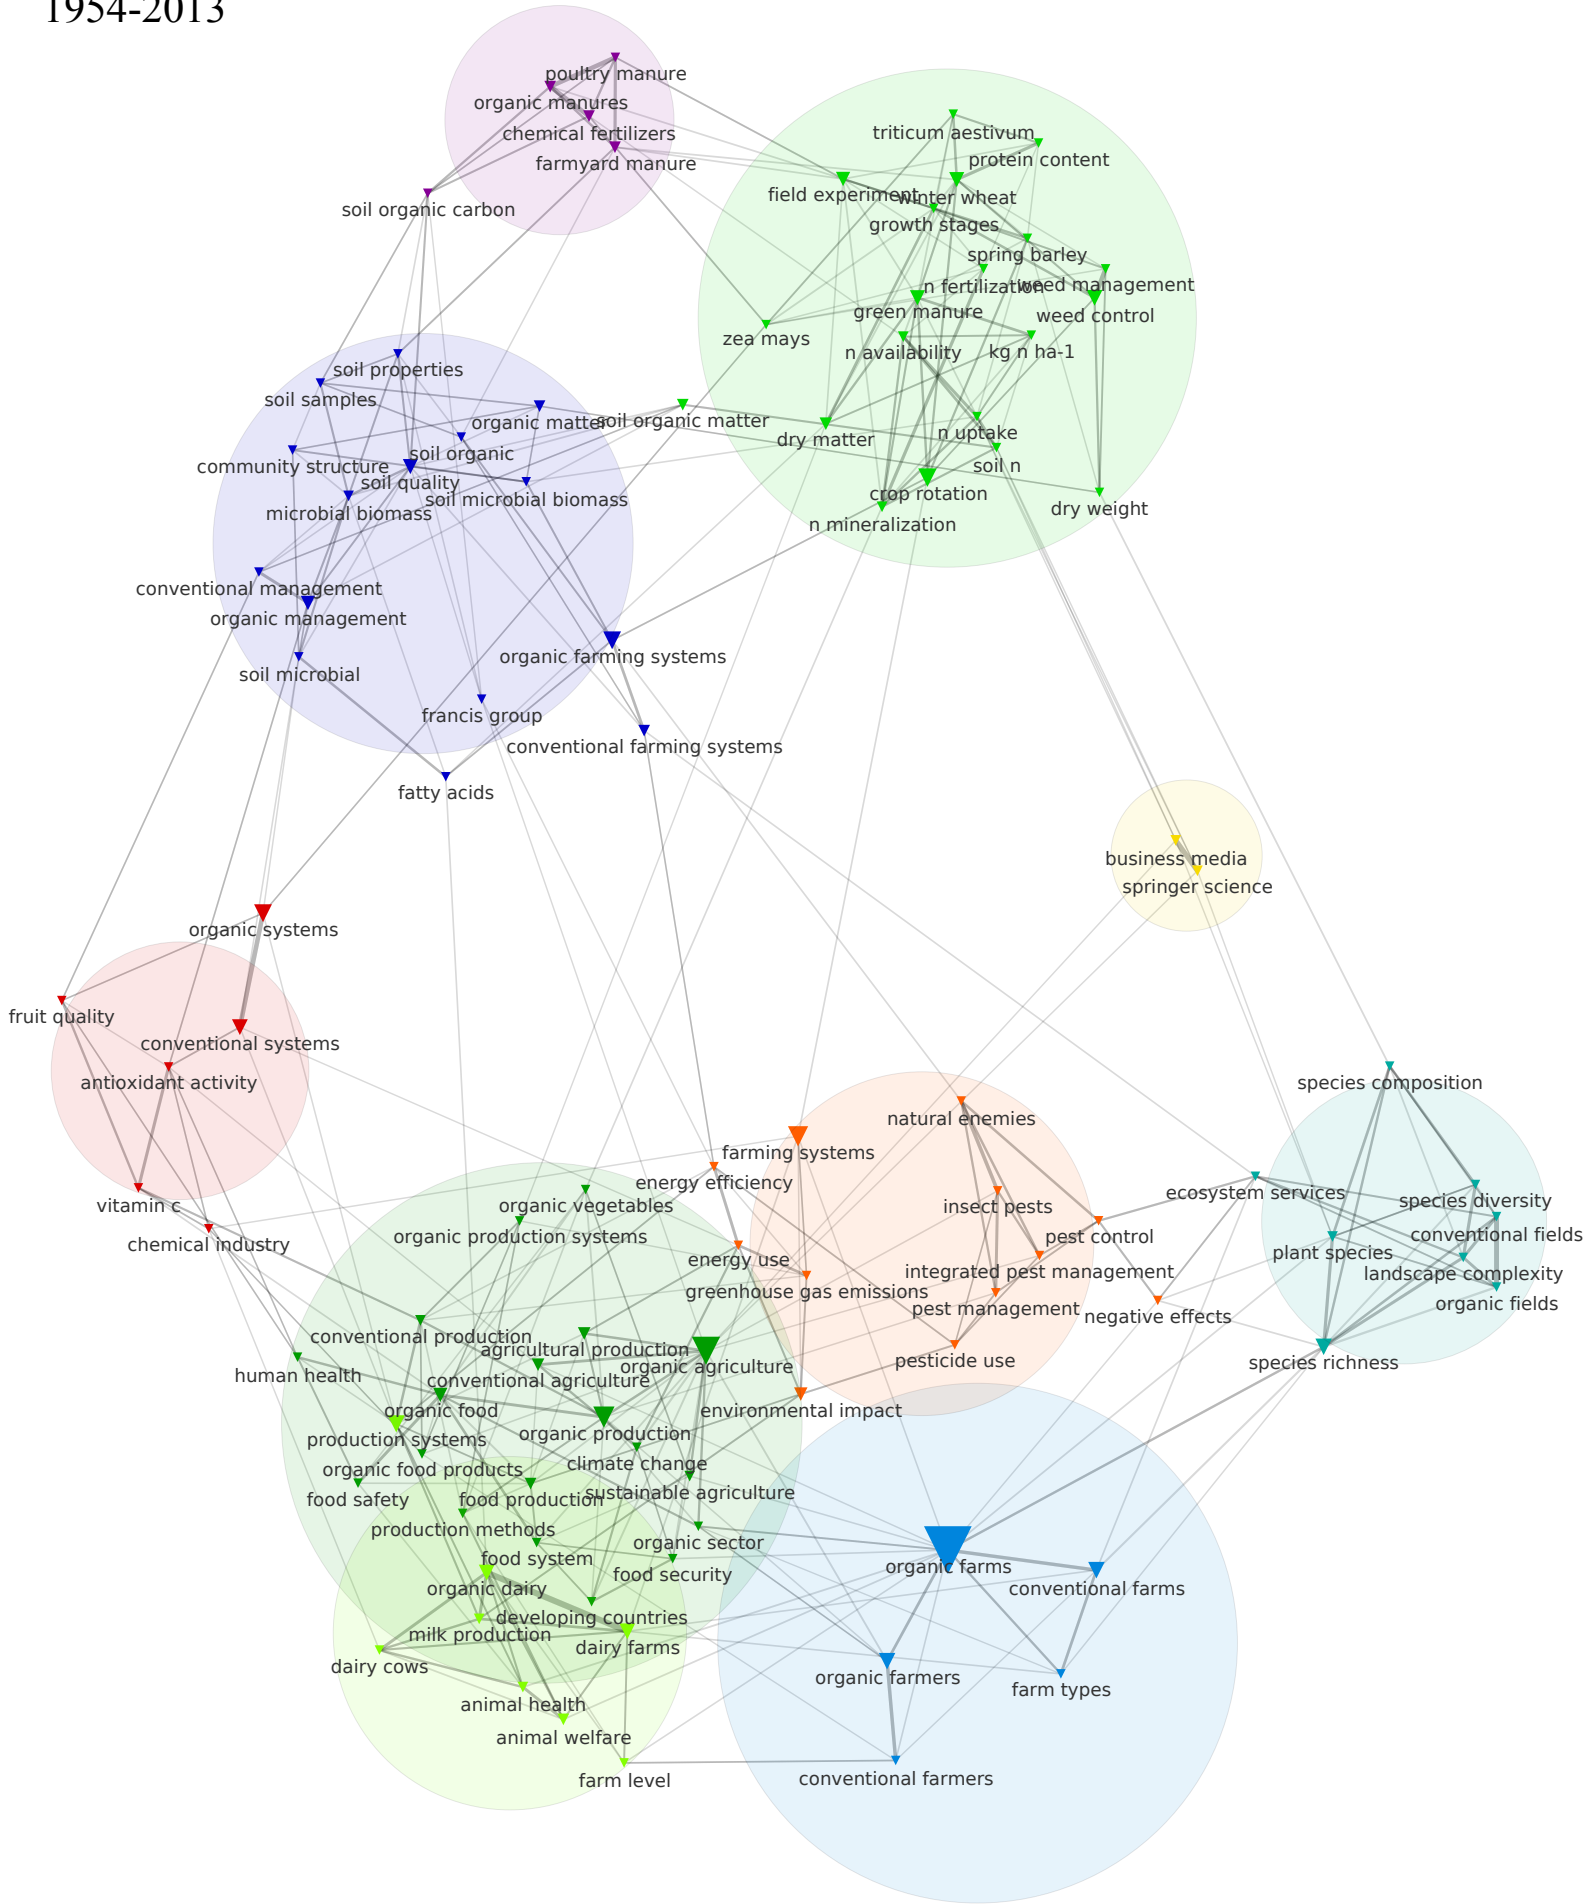 1954-2013
poultry manure
organic manures
chemical fertilizers
farmyard manure
soil organic carbon
triticum aestivum
protein content
field experiment
winter wheat
growth stages
spring barley
n fertilization
weed management
green manure
weed control
zea mays
n availability
kg n ha-1
soil properties
soil samples
organic matter
soil organic matter
dry matter
n uptake
soil organic
community structure
soil n
soil quality
soil microbial biomass
crop rotation
microbial biomass
dry weight
n mineralization
conventional management
organic management
organic farming systems
soil microbial
francis group
conventional farming systems
fatty acids
business media
springer science
organic systems
fruit quality
conventional systems
antioxidant activity
species composition
natural enemies
farming systems
energy efficiency
ecosystem services
species diversity
vitamin c
organic vegetables
insect pests
organic production systems
pest control
conventional fields
chemical industry
plant species
energy use
integrated pest management
landscape complexity
greenhouse gas emissions
organic fields
pest management
negative effects
conventional production
agricultural production
organic agriculture
pesticide use
species richness
human health
conventional agriculture
organic food
environmental impact
production systems
organic production
climate change
organic food products
sustainable agriculture
food safety
food production
production methods
organic sector
food system
organic farms
food security
organic dairy
conventional farms
developing countries
milk production
dairy farms
dairy cows
organic farmers
farm types
animal health
animal welfare
farm level
conventional farmers